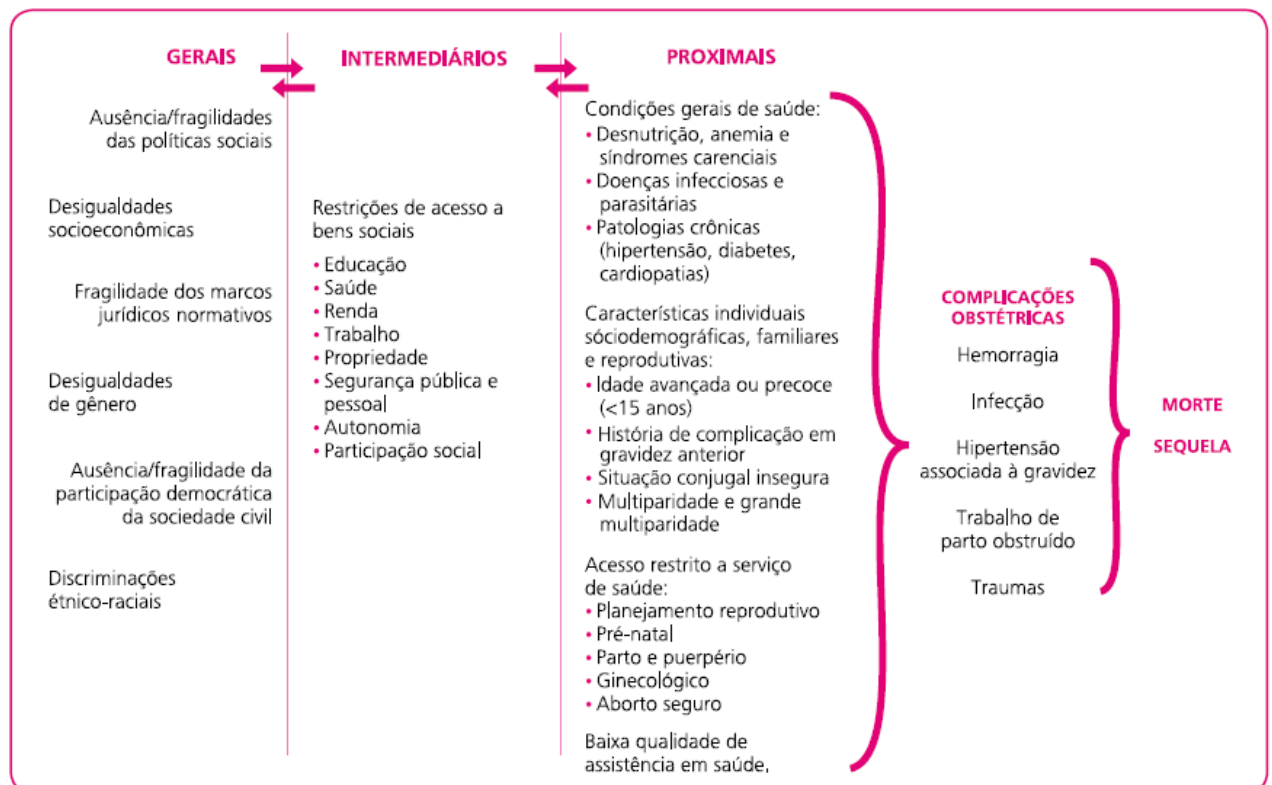 GERAIS
Ausência/fragilidades
das políticas sociais
Desigualdades
socioeconômicas
Fragilidade dos marcos
jurídicos normativos
Desigualdades
de gênero
Ausência/fragilidade da
participação democrática
da sociedade civil
Discriminações
étnico-raciais
INTERMEDIÁRIOS
Restrições de acesso a
bens sociais
• Educação
• Saúde
• Renda
• Trabalho
• Propriedade
• Segurança pública e
pessoal
• Autonomia
• Participação social
PROXIMAIS
Condições gerais de saúde:
• Desnutrição, anemia e
síndromes carenciais
• Doenças infecciosas e
parasitárias
• Patologias crônicas
(hipertensão, diabetes,
cardiopatias)
Características individuais
sóciodemográficas, familiares
e reprodutivas:
• Idade avançada ou precoce
(<15 anos)
• História de complicação em
gravidez anterior
• Situação conjugal insegura
• Multiparidade e grande
multiparidade
Acesso restrito a serviço
de saúde:
• Planejamento reprodutivo
• Pré-natal
• Parto e puerpério
• Ginecológico
• Aborto seguro
Baixa qualidade de
assistência em saúde,
COMPLICAÇÕES
OBSTÉTRICAS
Hemorragia
Infecção
Hipertensão
associada à gravidez
Trabalho de
parto obstruído
Traumas
MORTE
SEQUELA